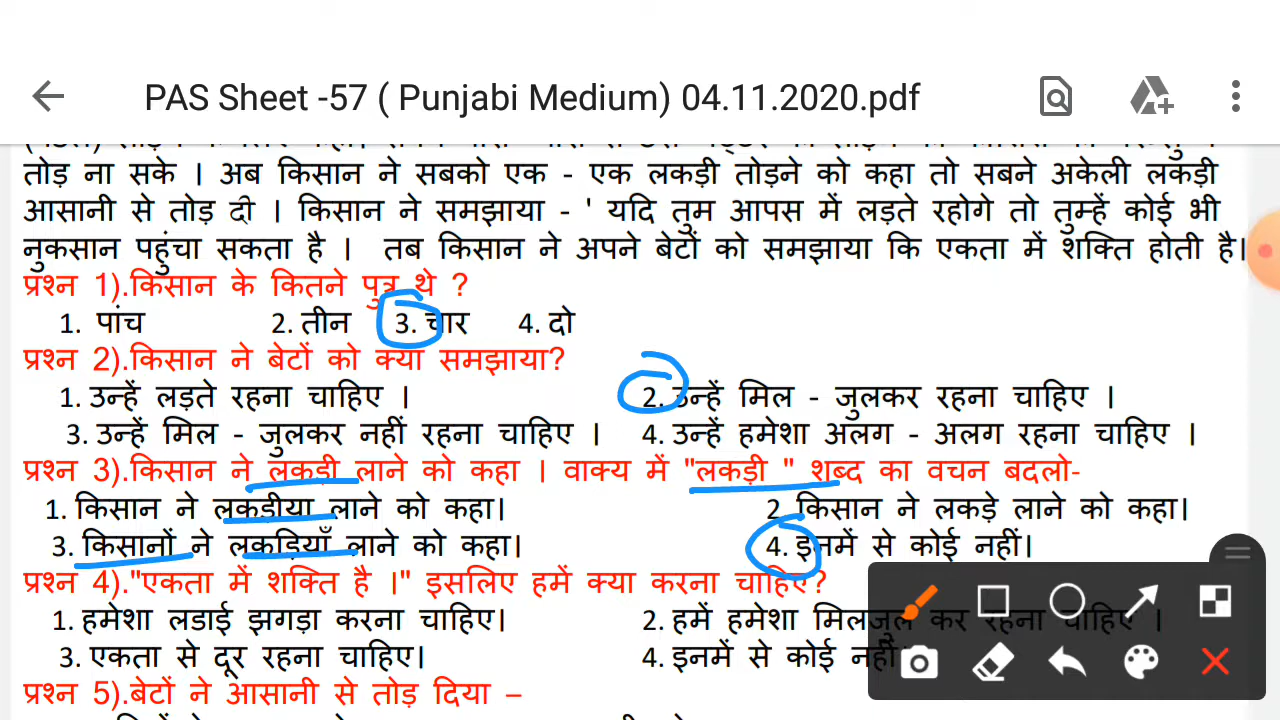 PAS Sheet -57 ( Punjabi Medium) 04.11.2020.pdf
तोड़ ना सके । अब किसान ने सबको एक - एक लकड़ी तोड़ने को कहा तो सबने अकेली लकड़ी
आसानी से तोड़ दी । किसान ने समझाया - ' यदि तुम आपस में लड़ते रहोगे तो तुम्हें कोई भी
नुकसान पहुंचा सकता है । तब किसान ने अपने बेटों को समझाया कि एकता में शक्ति होती है।
प्रश्न 1).किसान के कितने पुत्र थे ?
1. पांच 2. तीन 3. चार 4. दो
प्रश्न 2).किसान ने बेटों को क्या समझाया?
1. उन्हें लड़ते रहना चाहिए । 2. उन्हें मिल - जुलकर रहना चाहिए ।
3. उन्हें मिल - जुलकर नहीं रहना चाहिए । 4. उन्हें हमेशा अलग - अलग रहना चाहिए ।
प्रश्न 3).किसान ने लकड़ी लाने को कहा । वाक्य में "लकड़ी " शब्द का वचन बदलो-
1. किसान ने लकड़ीया लाने को कहा। 2. किसान ने लकड़े लाने को कहा।
3. किसानों ने लकड़ियाँ लाने को कहा। 4. इनमें से कोई नहीं।
प्रश्न 4)."एकता में शक्ति है ।" इसलिए हमें क्या करना चाहिए?
1. हमेशा लडाई झगड़ा करना चाहिए। 2. हमें हमेशा मिलजुल कर रहना चाहिए ।
3. एकता से दूर रहना चाहिए। 4. इनमें से कोई नहीं।
प्रश्न 5).बेटों ने आसानी से तोड़ दिया –